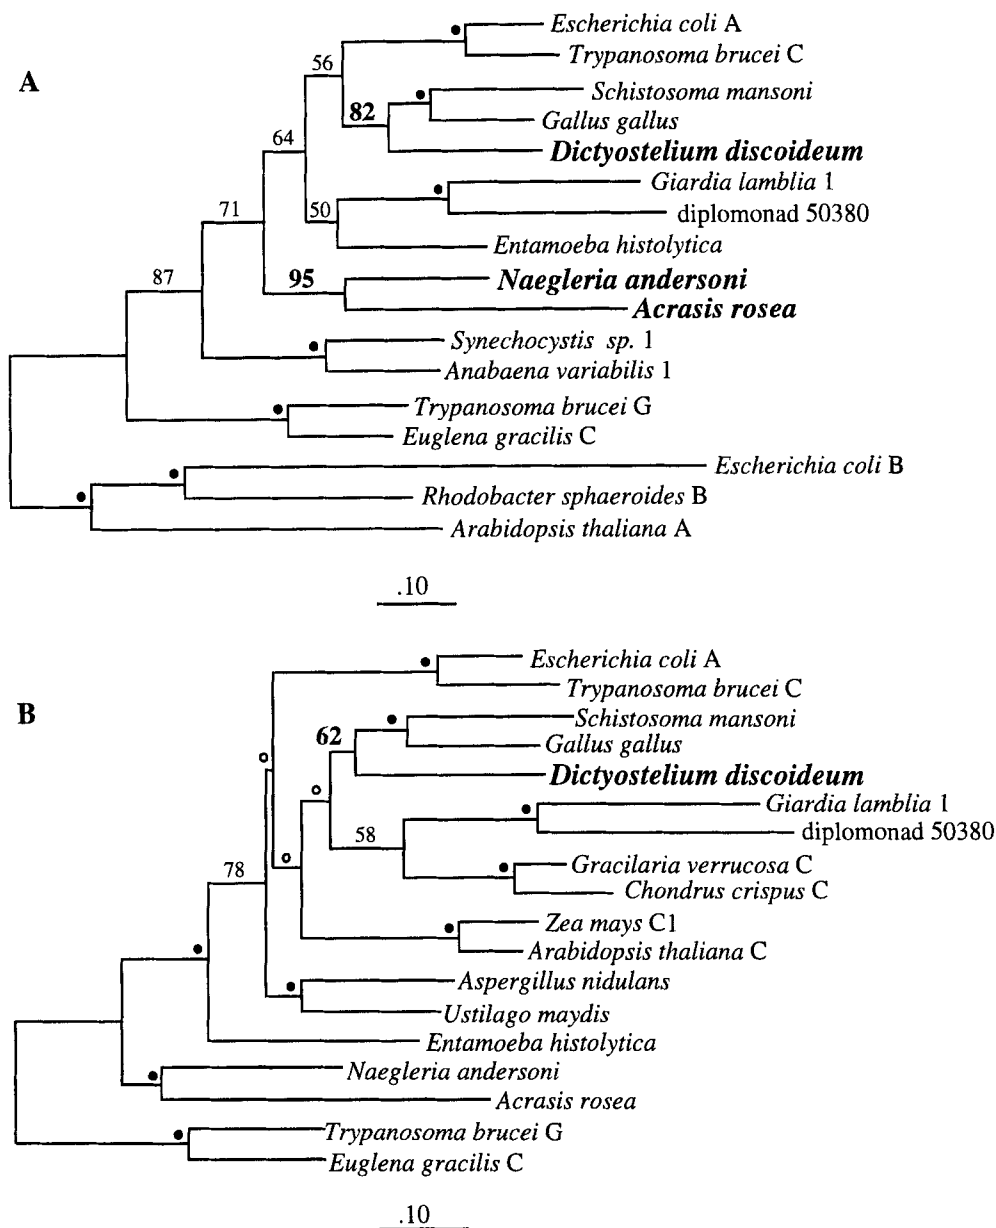 Escherichia coli A
56
Trypanosoma brucei C
A
Schistosoma mansoni
82
Gallus gallus
64
Dictyostelium discoideum
Giardia lamblia 1
71
50
diplomonad 50380
Entamoeba histolytica
87
95
Naegleria andersoni
Acrasis rosea
Synechocystis sp. 1
Anabaena variabilis 1
Trypanosoma brucei G
Euglena gracilis C
Escherichia coli B
Rhodobacter sphaeroides B
Arabidopsis thaliana A
.10
Escherichia coli A
Trypanosoma brucei C
B
Schistosoma mansoni
62
Gallus gallus
Dictyostelium discoideum
Giardia lamblia 1
diplomonad 50380
58
78
Gracilaria verrucosa C
Chondrus crispus C
Zea mays C1
Arabidopsis thaliana C
Aspergillus nidulans
Ustilago maydis
Entamoeba histolytica
Naegleria andersoni
Acrasis rosea
Trypanosoma brucei G
Euglena gracilis C
.10